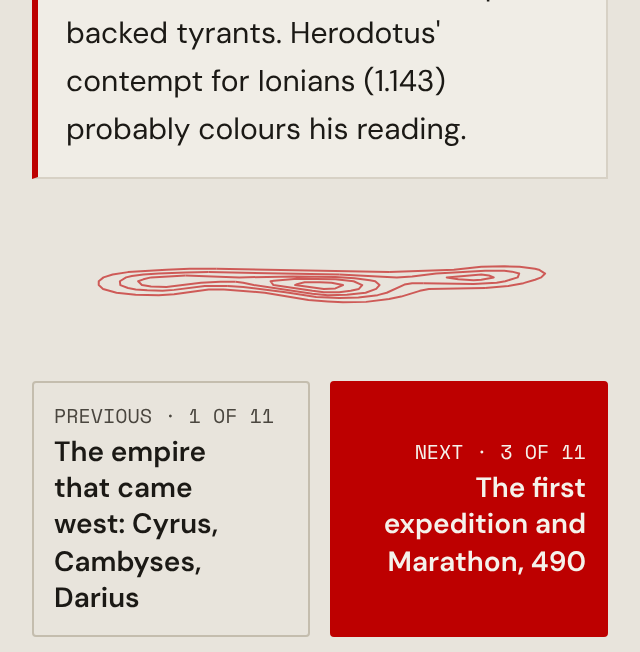 backed tyrants. Herodotus'
contempt for Ionians (1.143)
probably colours his reading.
PREVIOUS · 1 OF 11
The empire
that came
west: Cyrus,
Cambyses,
Darius
NEXT · 3 OF 11
The first
expedition and
Marathon, 490